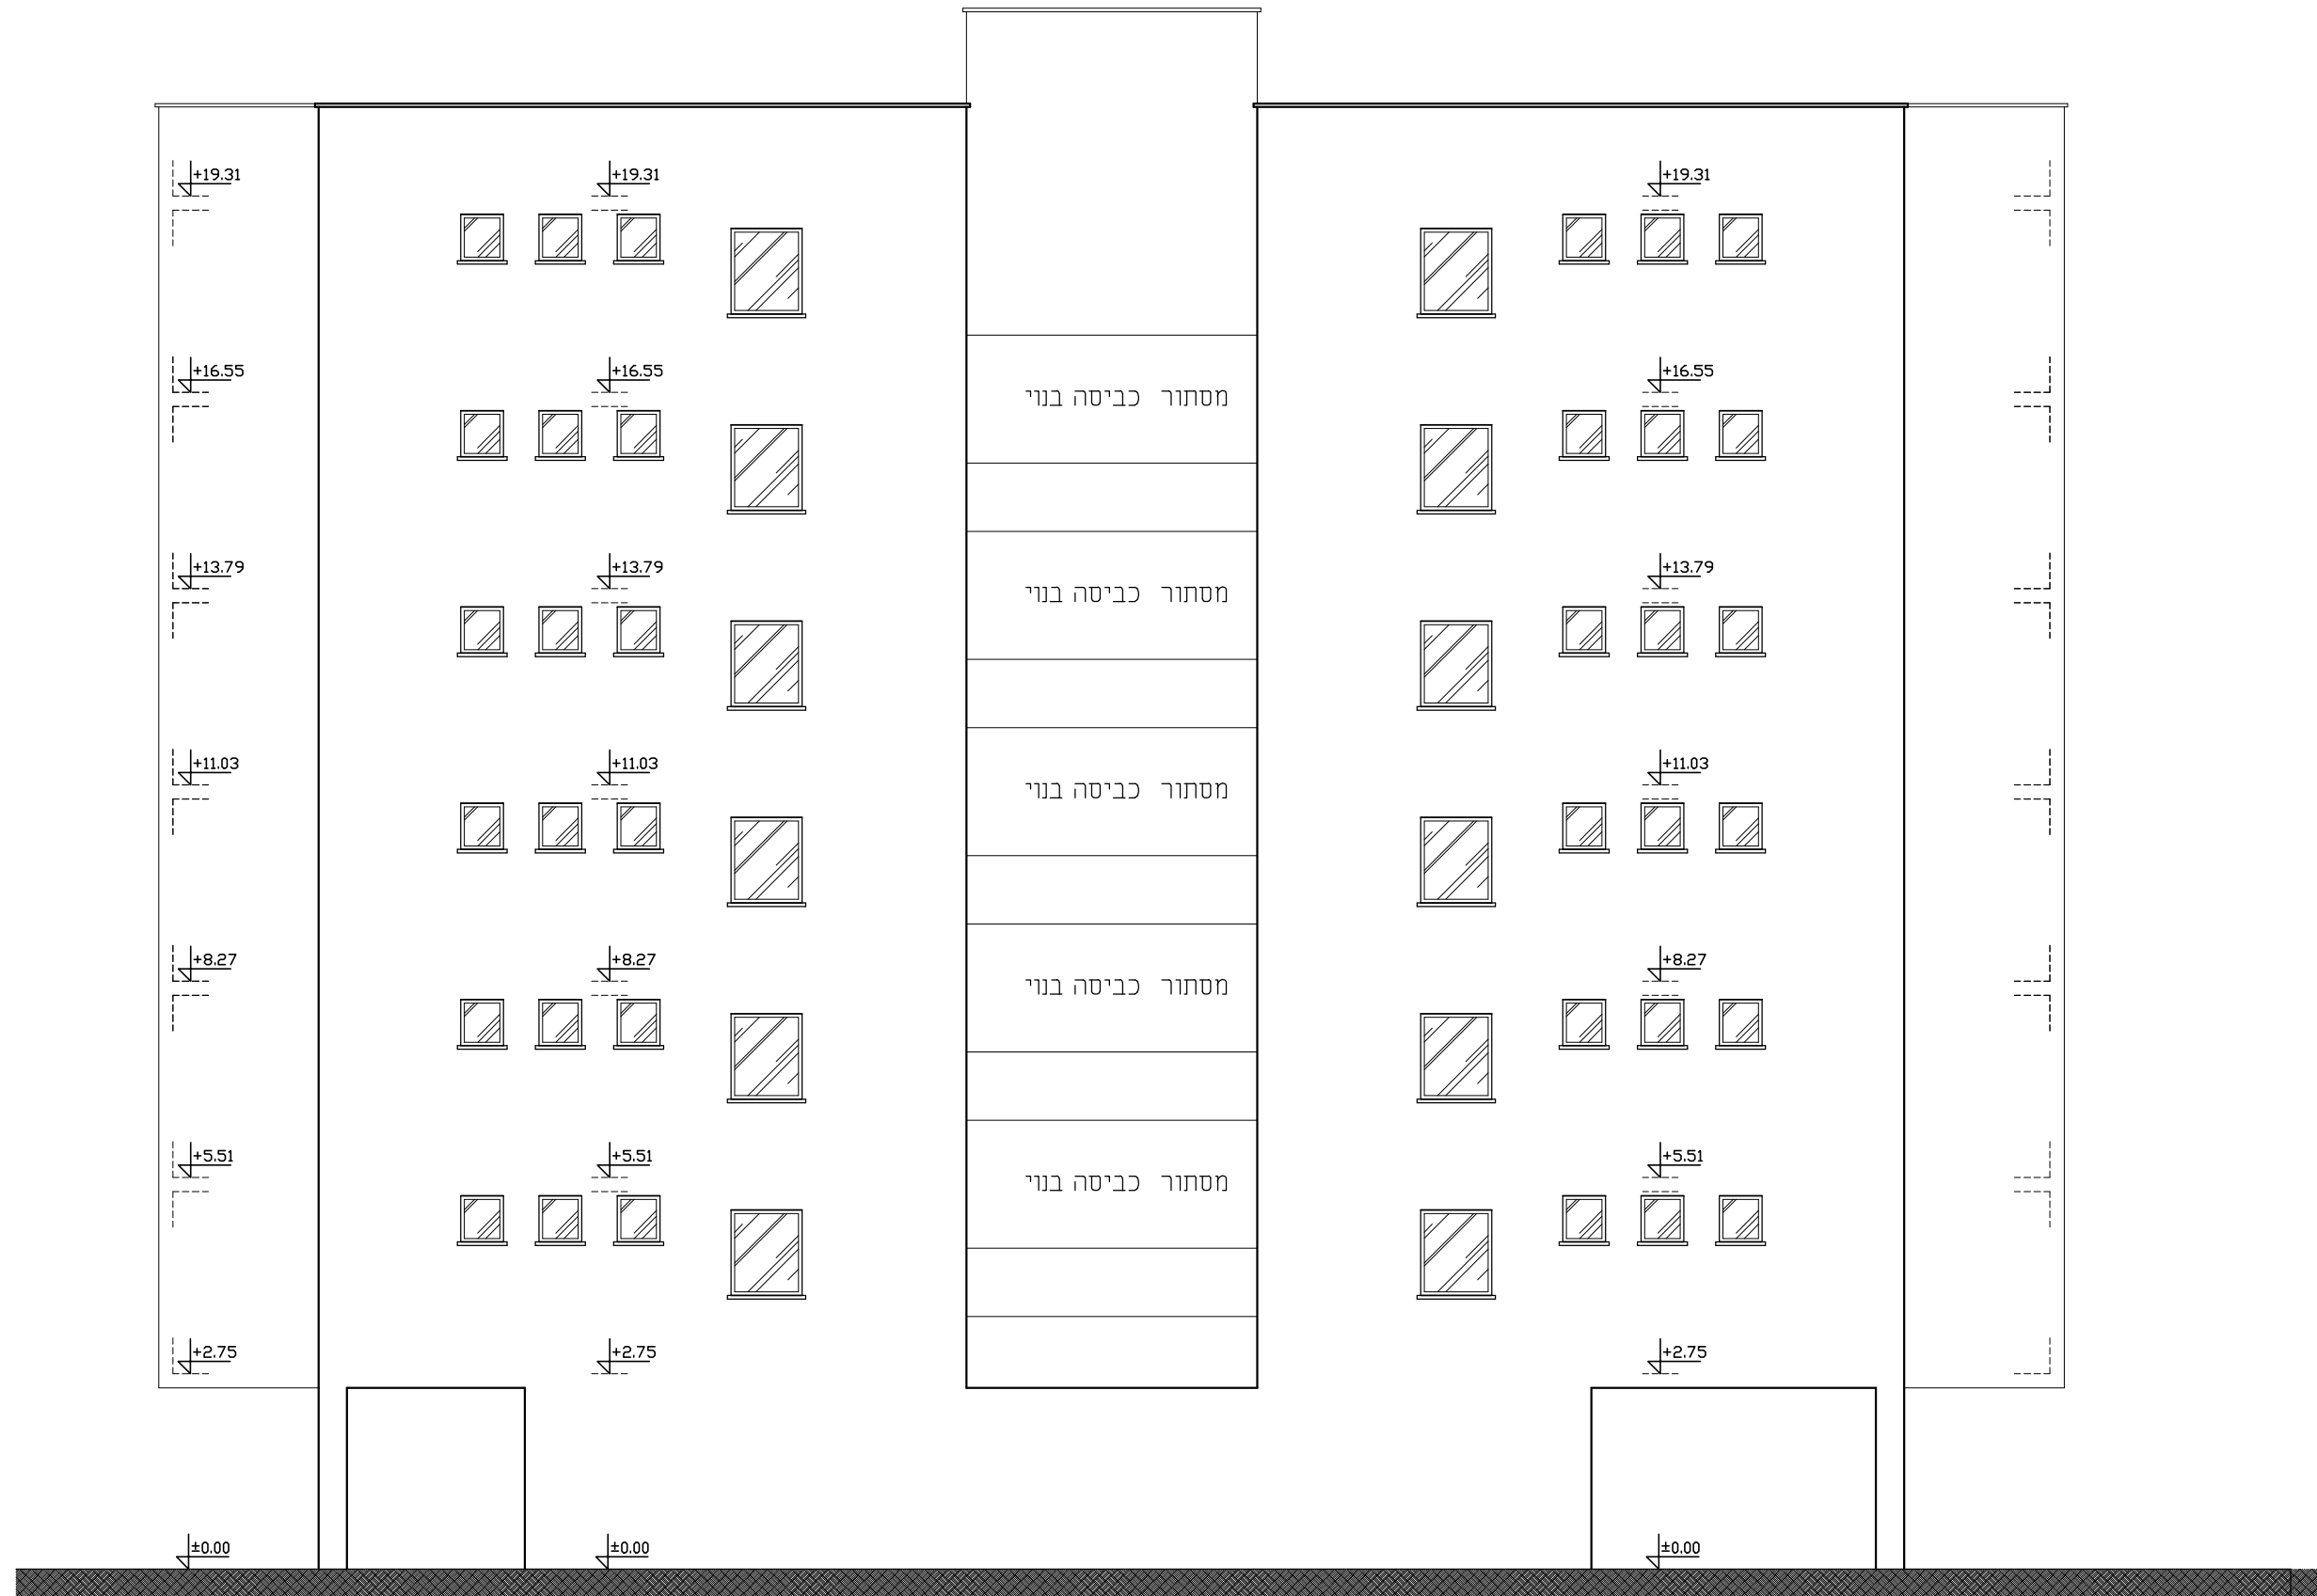 +19.31 +19.31 +19.31
+16.55 +16.55 +16.55
מסתור כביסה בנוי
+13.79 +13.79 +13.79
מסתור כביסה בנוי
+11.03 +11.03 +11.03
מסתור כביסה בנוי
+8.27 +8.27 +8.27
מסתור כביסה בנוי
+5.51 +5.51 +5.51
מסתור כביסה בנוי
+2.75 +2.75 +2.75
±0.00 ±0.00 ±0.00